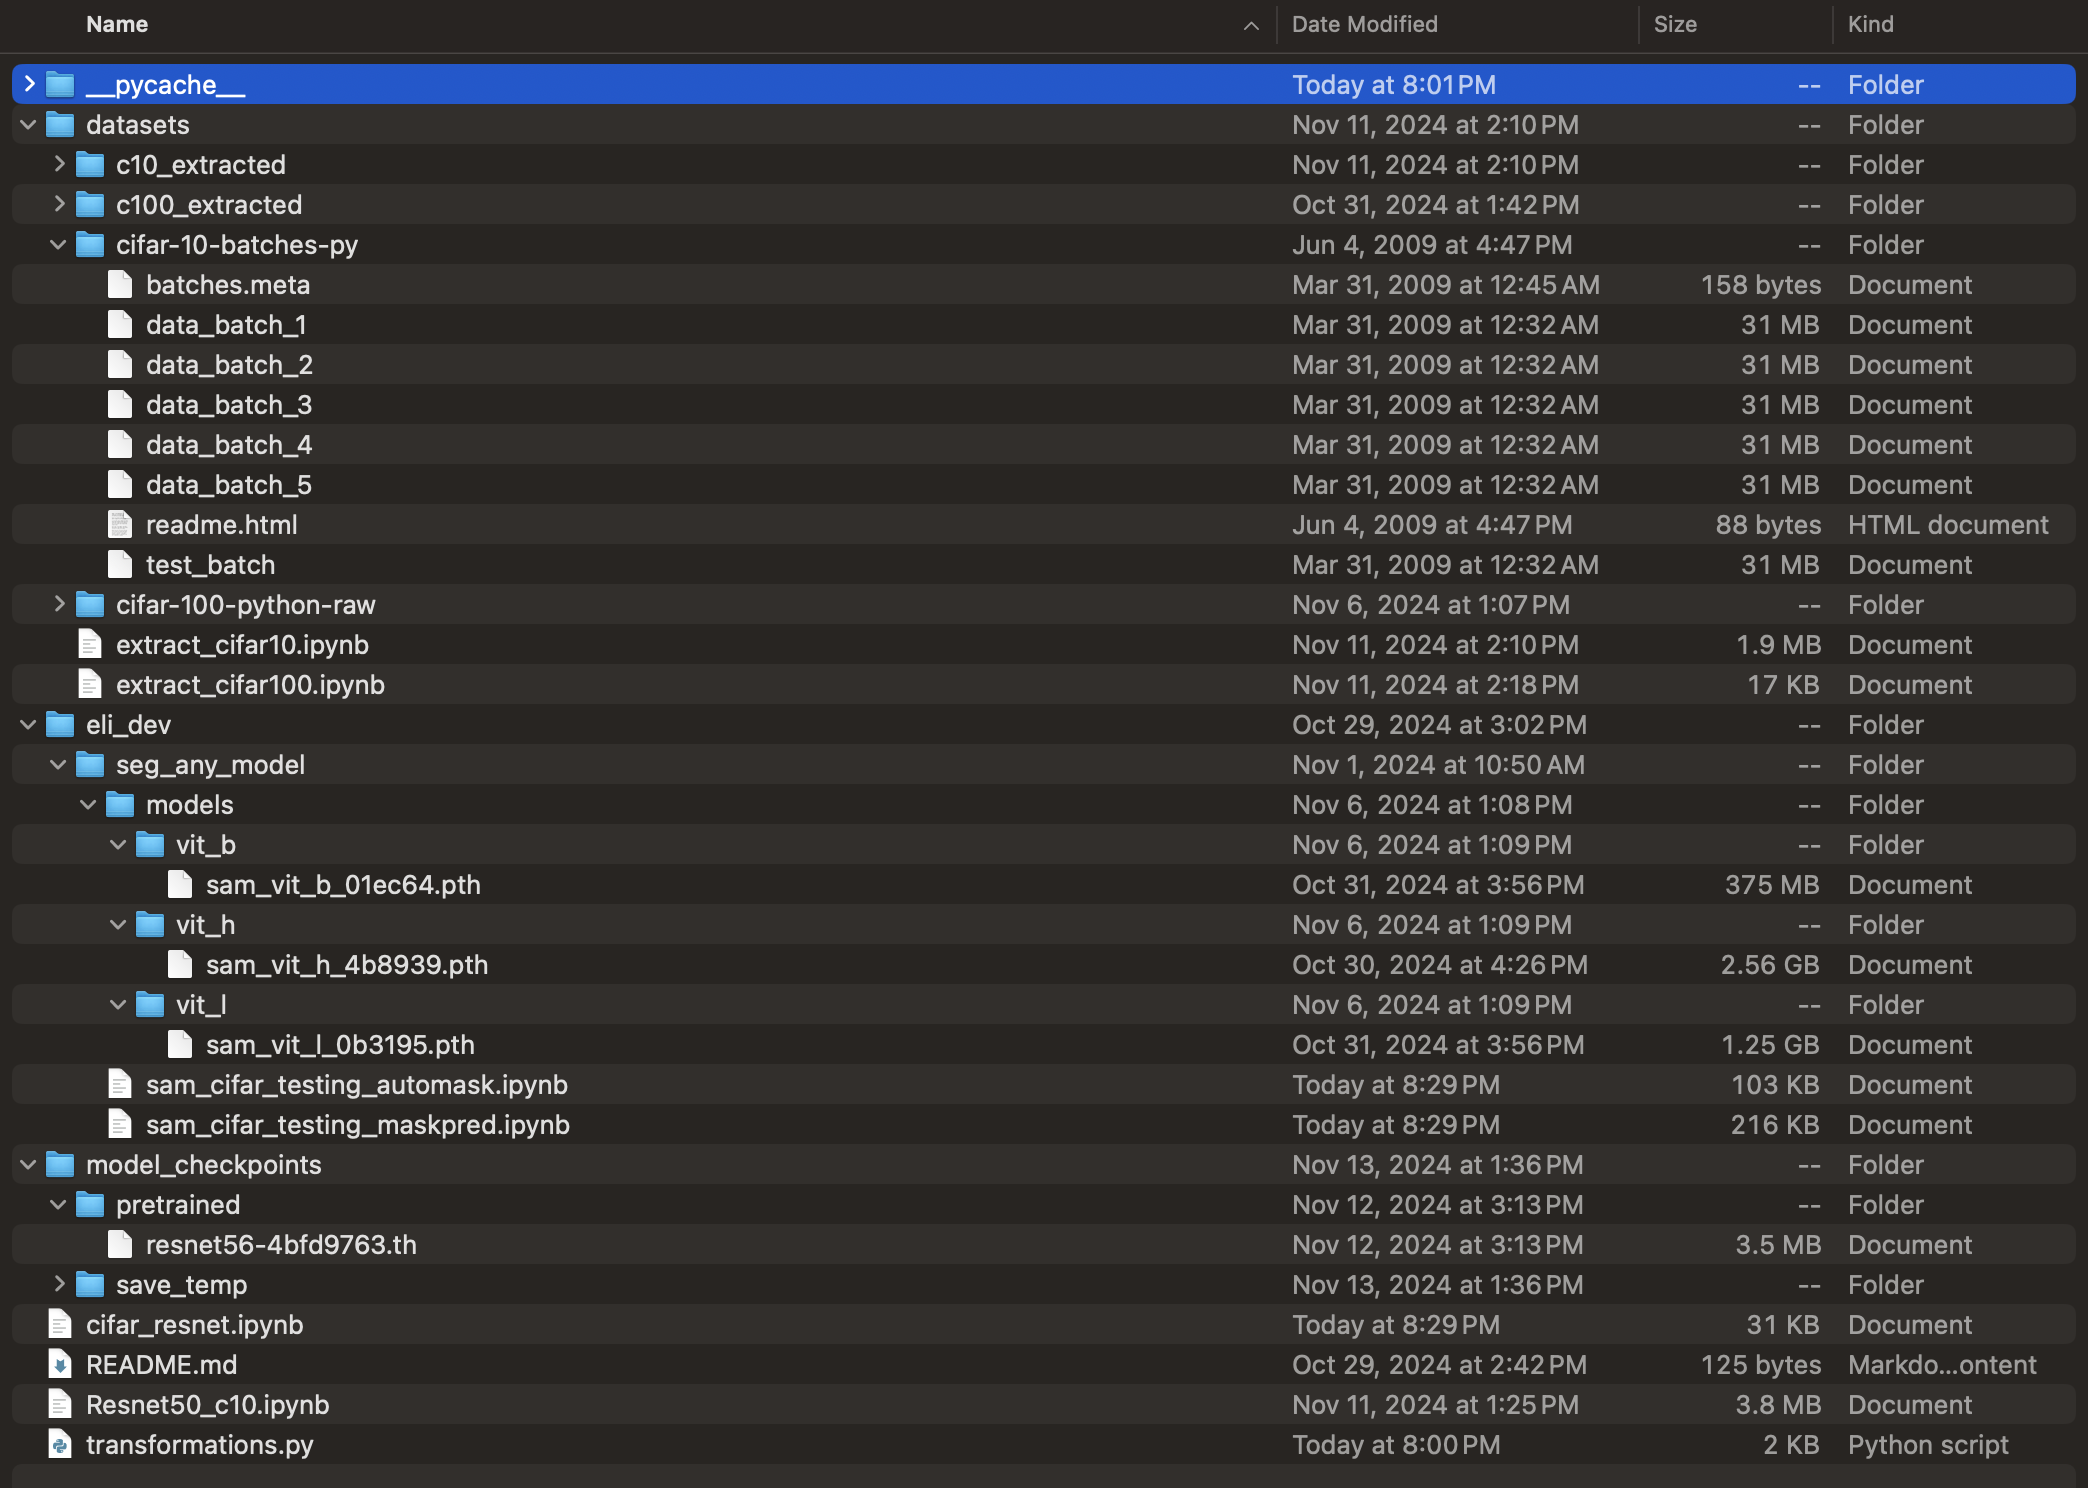 Name Date Modified Size Kind
__pycache__ Today at 8:01 PM -- Folder
datasets Nov 11, 2024 at 2:10 PM -- Folder
c10_extracted Nov 11, 2024 at 2:10 PM -- Folder
c100_extracted Oct 31, 2024 at 1:42 PM -- Folder
cifar-10-batches-py Jun 4, 2009 at 4:47 PM -- Folder
batches.meta Mar 31, 2009 at 12:45 AM 158 bytes Document
data_batch_1 Mar 31, 2009 at 12:32 AM 31 MB Document
data_batch_2 Mar 31, 2009 at 12:32 AM 31 MB Document
data_batch_3 Mar 31, 2009 at 12:32 AM 31 MB Document
data_batch_4 Mar 31, 2009 at 12:32 AM 31 MB Document
data_batch_5 Mar 31, 2009 at 12:32 AM 31 MB Document
readme.html Jun 4, 2009 at 4:47 PM 88 bytes HTML document
test_batch Mar 31, 2009 at 12:32 AM 31 MB Document
cifar-100-python-raw Nov 6, 2024 at 1:07 PM -- Folder
extract_cifar10.ipynb Nov 11, 2024 at 2:10 PM 1.9 MB Document
extract_cifar100.ipynb Nov 11, 2024 at 2:18 PM 17 KB Document
eli_dev Oct 29, 2024 at 3:02 PM -- Folder
seg_any_model Nov 1, 2024 at 10:50 AM -- Folder
models Nov 6, 2024 at 1:08 PM -- Folder
vit_b Nov 6, 2024 at 1:09 PM -- Folder
sam_vit_b_01ec64.pth Oct 31, 2024 at 3:56 PM 375 MB Document
vit_h Nov 6, 2024 at 1:09 PM -- Folder
sam_vit_h_4b8939.pth Oct 30, 2024 at 4:26 PM 2.56 GB Document
vit_l Nov 6, 2024 at 1:09 PM -- Folder
sam_vit_l_0b3195.pth Oct 31, 2024 at 3:56 PM 1.25 GB Document
sam_cifar_testing_automask.ipynb Today at 8:29 PM 103 KB Document
sam_cifar_testing_maskpred.ipynb Today at 8:29 PM 216 KB Document
model_checkpoints Nov 13, 2024 at 1:36 PM -- Folder
pretrained Nov 12, 2024 at 3:13 PM -- Folder
resnet56-4bfd9763.th Nov 12, 2024 at 3:13 PM 3.5 MB Document
save_temp Nov 13, 2024 at 1:36 PM -- Folder
cifar_resnet.ipynb Today at 8:29 PM 31 KB Document
README.md Oct 29, 2024 at 2:42 PM 125 bytes Markdo...ontent
Resnet50_c10.ipynb Nov 11, 2024 at 1:25 PM 3.8 MB Document
transformations.py Today at 8:00 PM 2 KB Python script